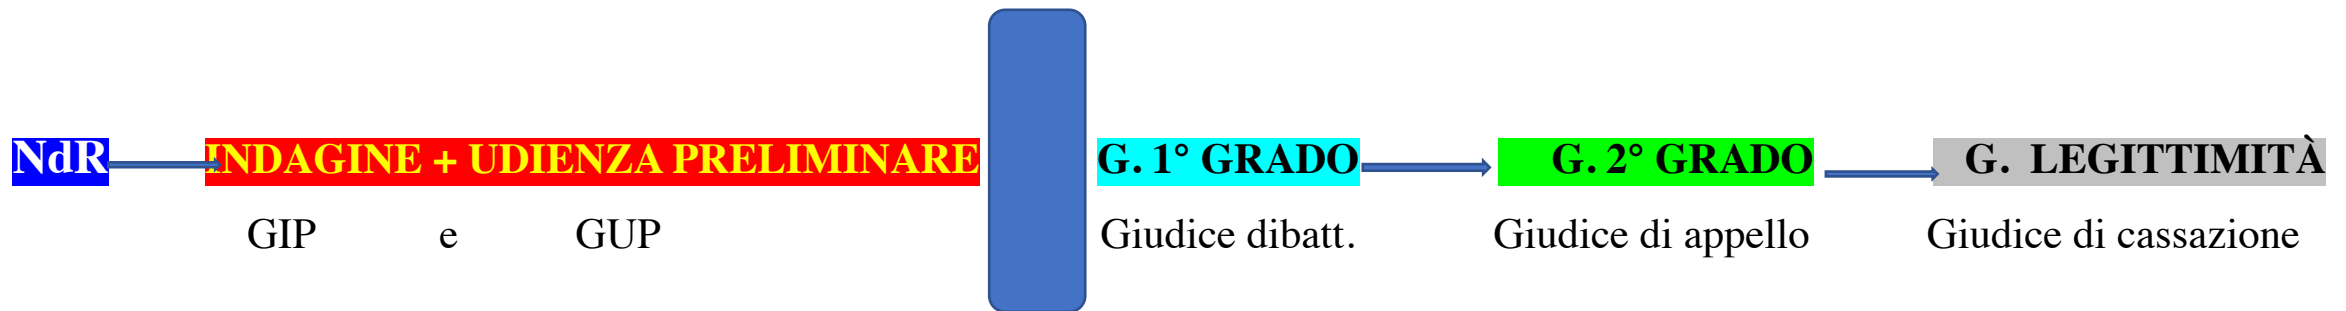 NdR INDAGINE + UDIENZA PRELIMINARE G. 1° GRADO G. 2° GRADO G. LEGITTIMITÀ
GIP e GUP Giudice dibatt. Giudice di appello Giudice di cassazione